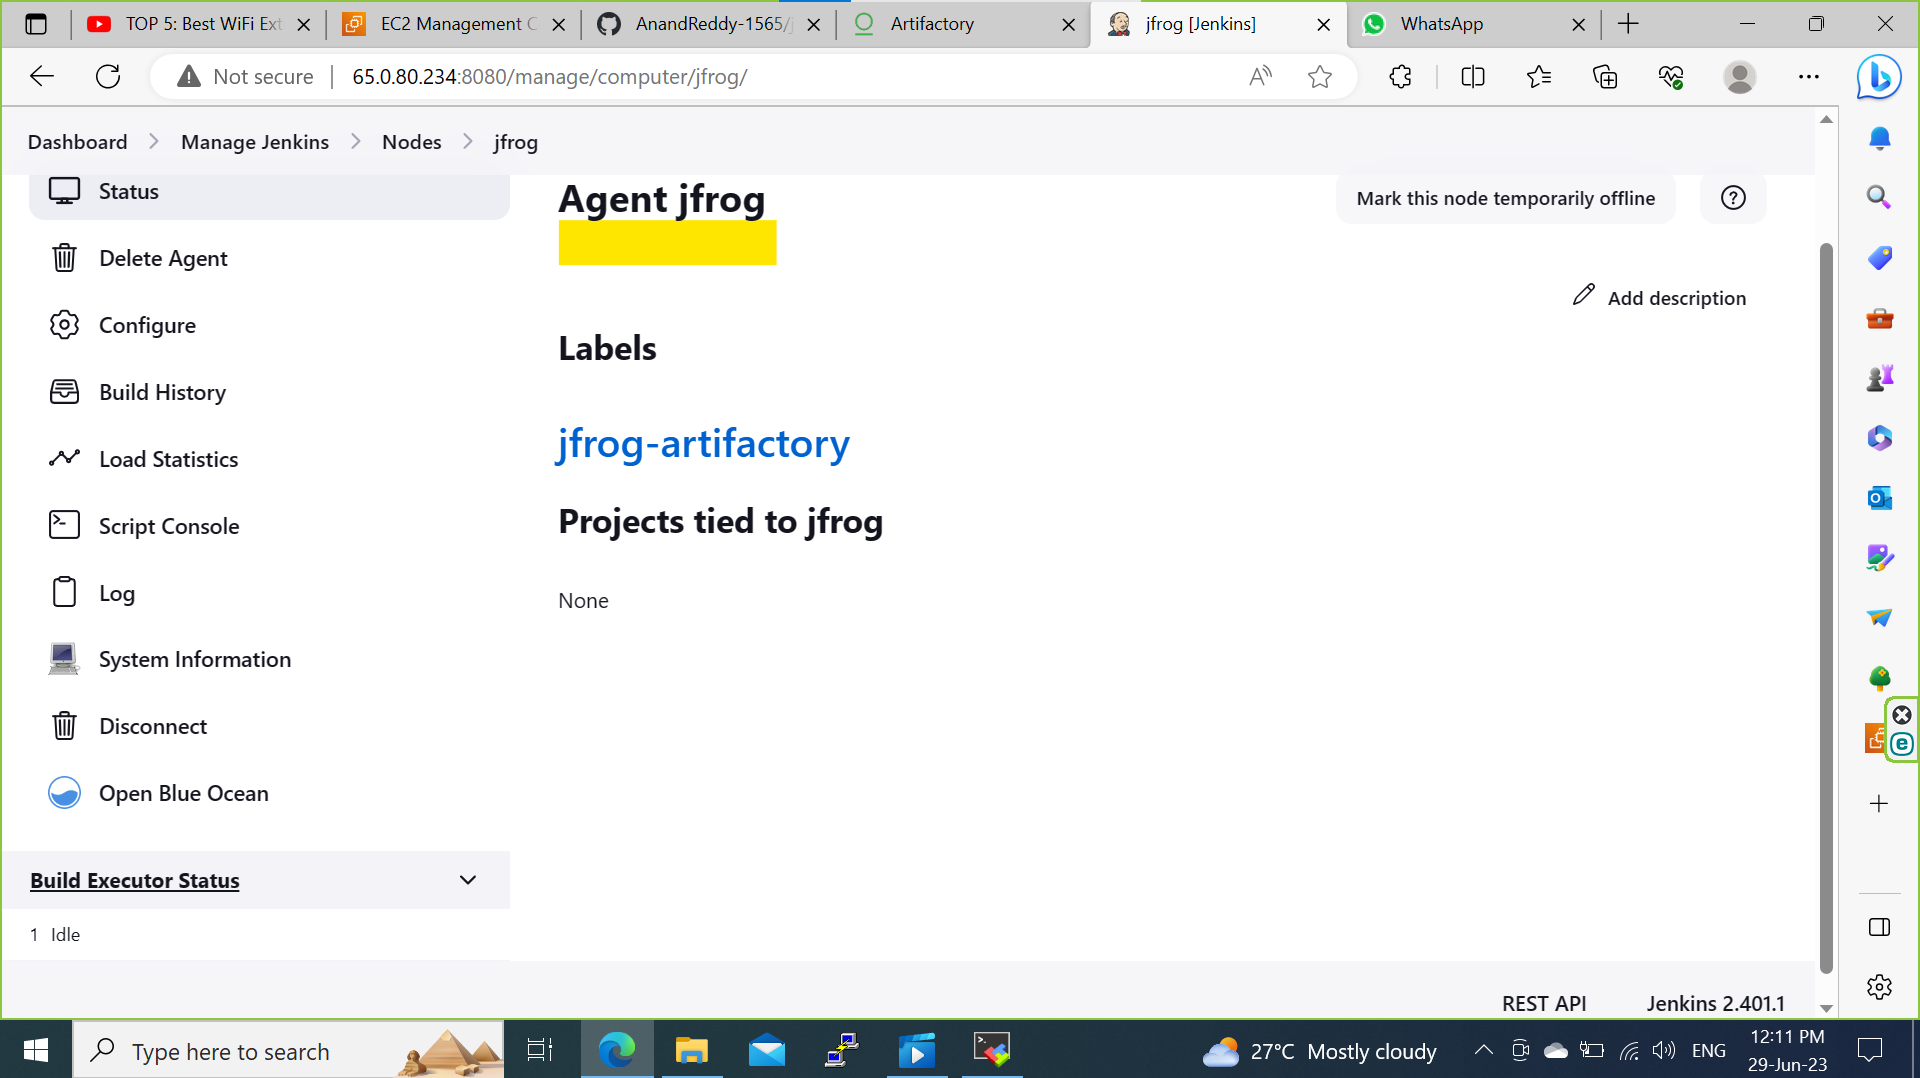 TOP 5: Best WiFi Ext
EC2 Management C
AnandReddy-1565/j
Artifactory
jfrog [Jenkins]
WhatsApp
Not secure
65.0.80.234:8080/manage/computer/jfrog/
Dashboard
Manage Jenkins
Nodes
jfrog
Status
Delete Agent
Configure
Build History
Load Statistics
Script Console
Log
System Information
Disconnect
Open Blue Ocean
Build Executor Status
1 Idle
Agent jfrog
Mark this node temporarily offline
Add description
Labels
jfrog-artifactory
Projects tied to jfrog
None
REST API
Jenkins 2.401.1
Type here to search
27°C Mostly cloudy
ENG
12:11 PM
29-Jun-23